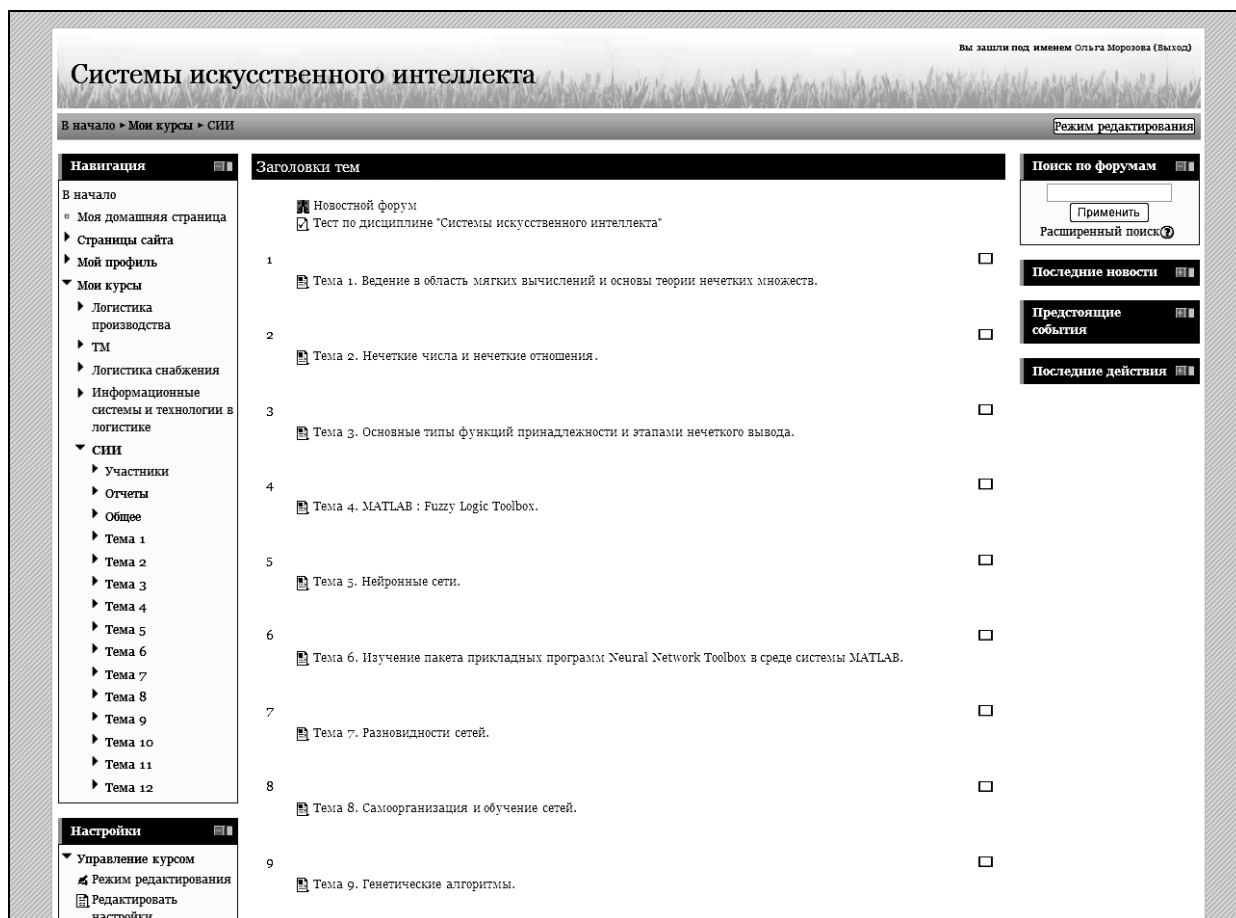 Вы зашли под именем Ольга Морозова (Выход)
Системы искусственного интеллекта
В начало ► Мои курсы ► СИИ
Режим редактирования
Навигация
В начало
Моя домашняя страница
Страницы сайта
Мой профиль
Мои курсы
Логистика
производства
ТМ
Логистика снабжения
Информационные
системы и технологии в
логистике
СИИ
Участники
Отчеты
Общее
Тема 1
Тема 2
Тема 3
Тема 4
Тема 5
Тема 6
Тема 7
Тема 8
Тема 9
Тема 10
Тема 11
Тема 12
Настройки
Управление курсом
Режим редактирования
Редактировать
настройки
Заголовки тем
Новостной форум
Тест по дисциплине "Системы искусственного интеллекта"
1
Тема 1. Ведение в область мягких вычислений и основы теории нечетких множеств.
2
Тема 2. Нечеткие числа и нечеткие отношения.
3
Тема 3. Основные типы функций принадлежности и этапами нечеткого вывода.
4
Тема 4. MATLAB : Fuzzy Logic Toolbox.
5
Тема 5. Нейронные сети.
6
Тема 6. Изучение пакета прикладных программ Neural Network Toolbox в среде системы MATLAB.
7
Тема 7. Разновидности сетей.
8
Тема 8. Самоорганизация и обучение сетей.
9
Тема 9. Генетические алгоритмы.
Поиск по форумам
Применить
Расширенный поиск
Последние новости
Предстоящие
события
Последние действия